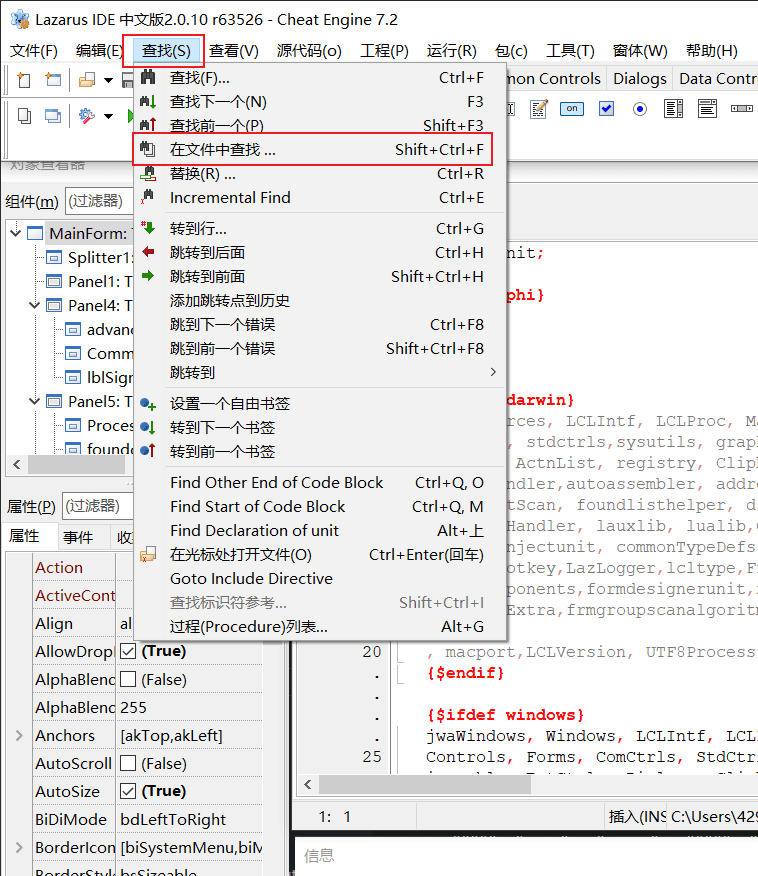 Lazarus IDE 中文版2.0.10 r63526 - Cheat Engine 7.2
文件(F) 编辑(E) 查找(S) 查看(V) 源代码(o) 工程(P) 运行(R) 包(c) 工具(T) 窗体(W) 帮助(H)
mon Controls Dialogs Data Contr
on
查找(F)... Ctrl+F
查找下一个(N) F3
查找前一个(P) Shift+F3
在文件中查找 ... Shift+Ctrl+F
替换(R) ... Ctrl+R
Incremental Find Ctrl+E
转到行... Ctrl+G
跳转到后面 Ctrl+H
跳转到前面 Shift+Ctrl+H
添加跳转点到历史
跳到下一个错误 Ctrl+F8
跳到前一个错误 Shift+Ctrl+F8
跳转到
设置一个自由书签
转到下一个书签
转到前一个书签
Find Other End of Code Block Ctrl+Q, O
Find Start of Code Block Ctrl+Q, M
Find Declaration of unit Alt+上
在光标处打开文件(O) Ctrl+Enter(回车)
Goto Include Directive
查找标识符参考... Shift+Ctrl+I
过程(Procedure)列表... Alt+G
对象查看器
组件(m) (过滤器)
MainForm: T
Splitter1:
Panel1: T
Panel4: T
advanc
Comm
lblSigr
Panel5: T
Proces
foundc
属性(P) (过滤器)
属性 事件 收
Action
ActiveCont
Align al
AllowDropF (True)
AlphaBlend (False)
AlphaBlend 255
Anchors [akTop,akLeft]
AutoScroll (False)
AutoSize (True)
BiDiMode bdLeftToRight
BorderIcon [biSystemMenu,biM
BorderStyle bsSizeable
nit;
phi}
darwin}
rces, LCLIntf, LCLProc, Ma
, stdctrls,sysutils, grap
ActnList, registry, Clip
ndler,autoassembler, addre
tScan, foundlisthelper, d
Handler, lauxlib, lualib,
njectunit, commonTypeDefs
otkey,LazLogger,lcltype,F
ponents,formdesignerunit,
Extra,frmgroupscanalgorit
20 , macport,LCLVersion, UTF8Process
{$endif}
{$ifdef windows}
jwaWindows, Windows, LCLIntf, LCL
25 Controls, Forms, ComCtrls, StdCtr
1: 1 插入(INS C:\Users\429
信息